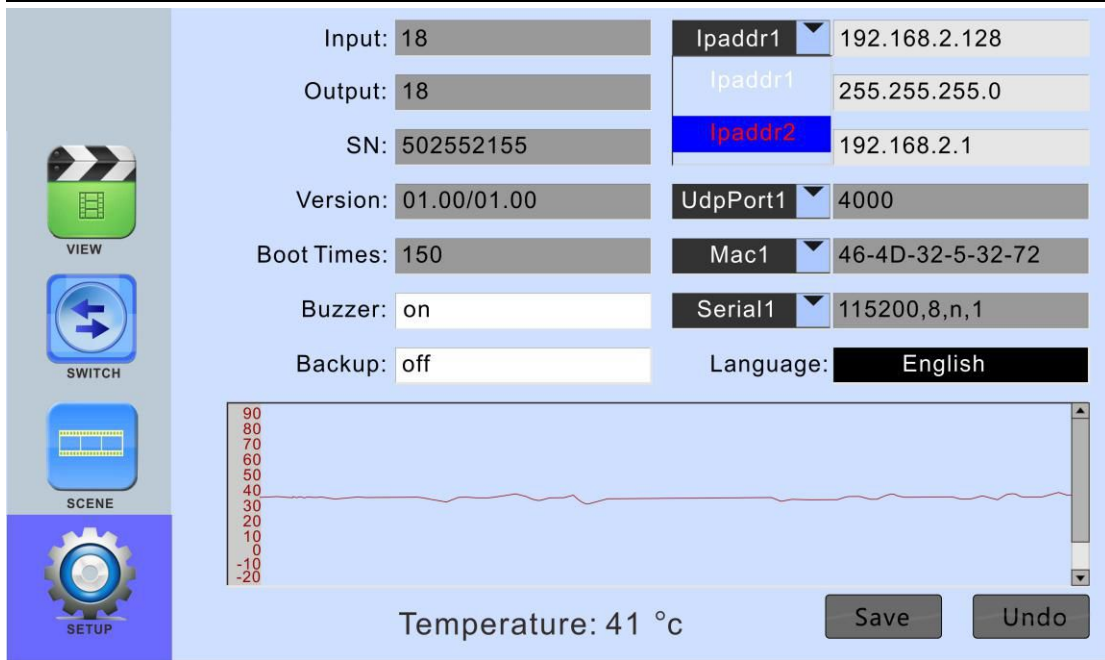 Input: 18
Ipaddr1 192.168.2.128
Ipaddr1
Output: 18
255.255.255.0
SN: 502552155
Ipaddr2
192.168.2.1
Version: 01.00/01.00
UdpPort1 4000
VIEW
Boot Times: 150
Mac1 46-4D-32-5-32-72
Buzzer: on
Serial1 115200,8,n,1
SWITCH
Backup: off
Language: English
90
80
70
60
50
40
30
20
10
0
-10
-20
SCENE
SETUP
Temperature: 41 °c
Save
Undo